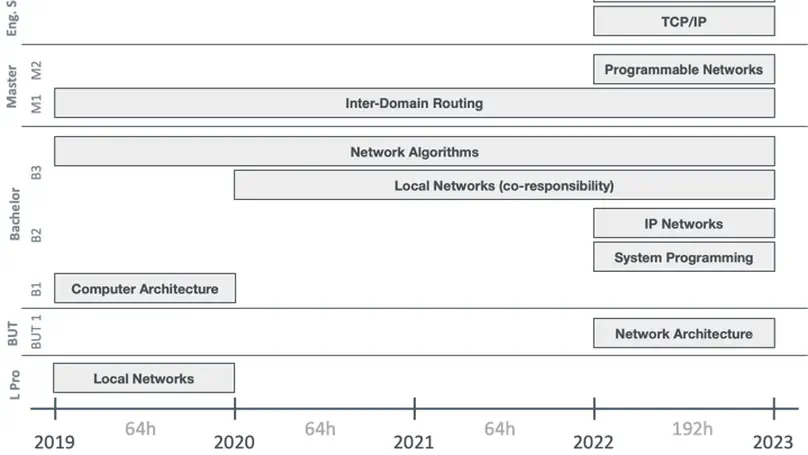 Eng. S
TCP/IP
Master
M2
Programmable Networks
M1
Inter-Domain Routing
Bachelor
B3
Network Algorithms
Local Networks (co-responsibility)
B2
IP Networks
System Programming
B1
Computer Architecture
BUT
BUT 1
Network Architecture
L Pro
Local Networks
64h
64h
64h
192h
2019
2020
2021
2022
2023